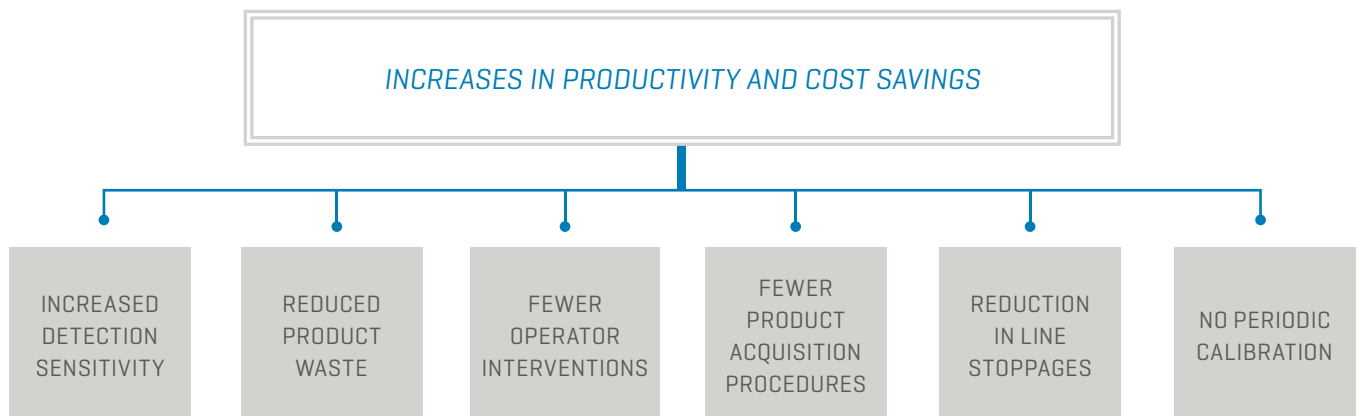 INCREASES IN PRODUCTIVITY AND COST SAVINGS
INCREASED
DETECTION
SENSITIVITY
REDUCED
PRODUCT
WASTE
FEWER
OPERATOR
INTERVENTIONS
FEWER
PRODUCT
ACQUISITION
PROCEDURES
REDUCTION
IN LINE
STOPPAGES
NO PERIODIC
CALIBRATION